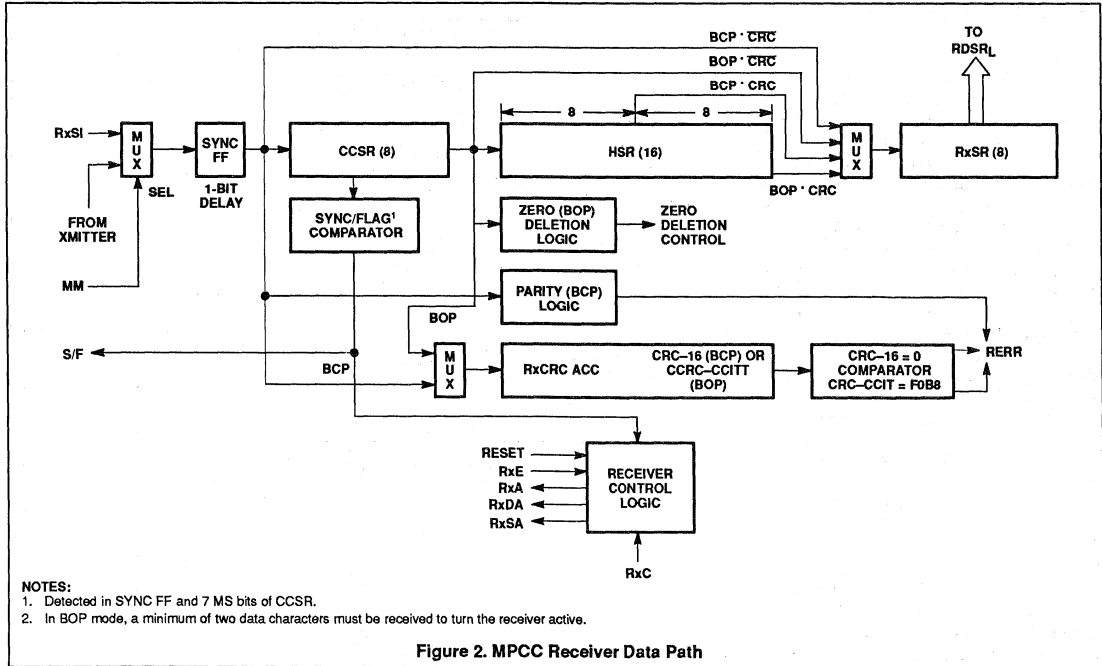 BCP · CRC
BOP · CRC
BCP · CRC
TO
RDSRL
8
8
RxSI
MUX
SYNC
FF
CCSR (8)
HSR (16)
MUX
RxSR (8)
SEL
1-BIT
DELAY
BOP · CRC
FROM
XMITTER
SYNC/FLAG1
COMPARATOR
ZERO (BOP)
DELETION
LOGIC
ZERO
DELETION
CONTROL
MM
PARITY (BCP)
LOGIC
BOP
S/F
BCP
MUX
RxCRC ACC
CRC–16 (BCP) OR
CCRC–CCITT
(BOP)
CRC–16 = 0
COMPARATOR
CRC–CCIT = F0B8
RERR
RESET
RxE
RxA
RxDA
RxSA
RECEIVER
CONTROL
LOGIC
RxC
NOTES:
1. Detected in SYNC FF and 7 MS bits of CCSR.
2. In BOP mode, a minimum of two data characters must be received to turn the receiver active.
Figure 2. MPCC Receiver Data Path